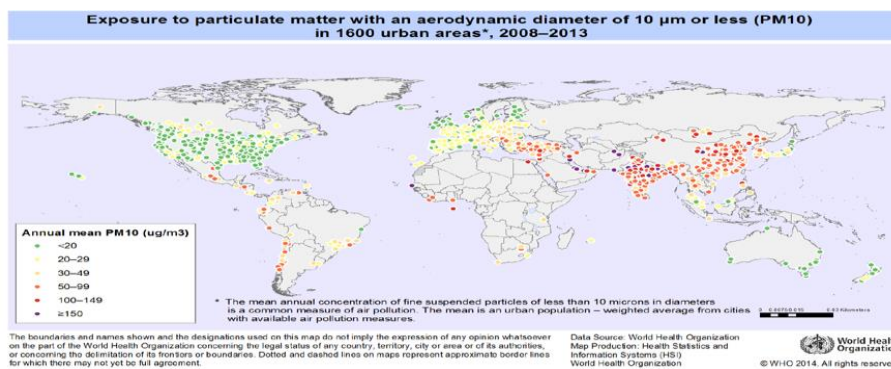 Exposure to particulate matter with an aerodynamic diameter of 10 µm or less (PM10)
in 1600 urban areas*, 2008–2013
Annual mean PM10 (ug/m3)
<20
20–29
30–49
50–99
100–149
≥150
* The mean annual concentration of fine suspended particles of less than 10 microns in diameters
is a common measure of air pollution. The mean is an urban population – weighted average from cities
with available air pollution measures.
Kilometers
The boundaries and names shown and the designations used on this map do not imply the expression of any opinion whatsoever
on the part of the World Health Organization concerning the legal status of any country, territory, city or area or of its authorities,
or concerning the delimitation of its frontiers or boundaries. Dotted and dashed lines on maps represent approximate border lines
for which there may not yet be full agreement.
Data Source: World Health Organization
Map Production: Health Statistics and
Information Systems (HSI)
World Health Organization
World Heal
Organizati
© WHO 2014. All rights reserve